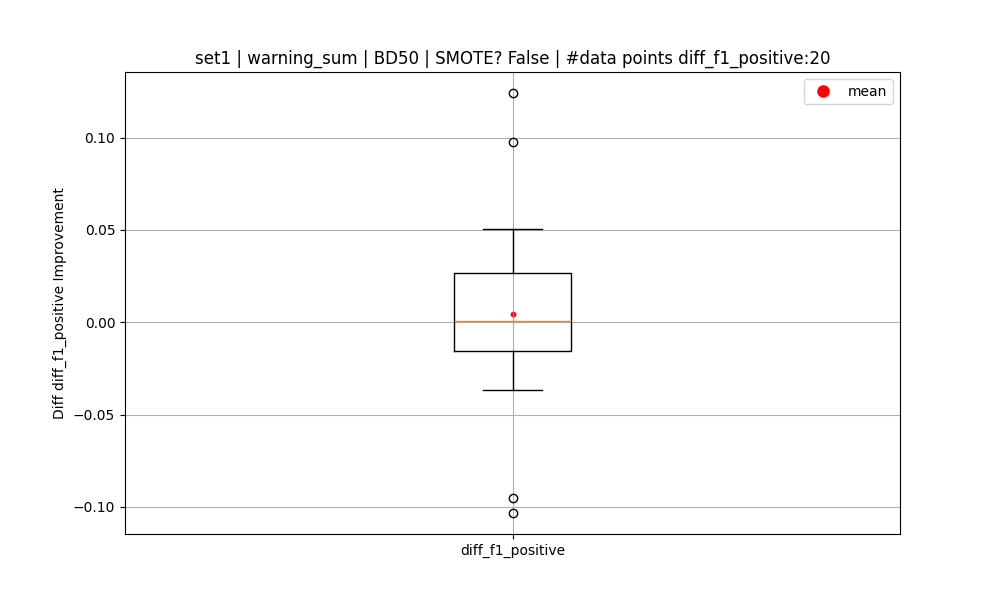 set1 | warning_sum | BD50 | SMOTE? False | #data points diff_f1_positive:20
mean
0.10
0.05
0.00
−0.05
−0.10
Diff diff_f1_positive Improvement
diff_f1_positive